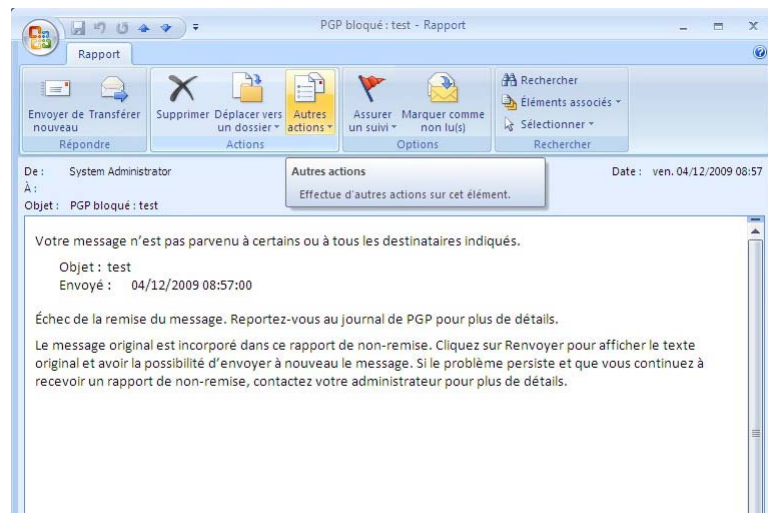 PGP bloqué : test - Rapport
Rapport
Envoyer de nouveau
Transférer
Supprimer
Déplacer vers un dossier
Autres actions
Assurer un suivi
Marquer comme non lu(s)
Rechercher
Éléments associés
Sélectionner
Répondre
Actions
Options
Rechercher
De : System Administrator
Date : ven. 04/12/2009 08:57
À :
Objet : PGP bloqué : test
Autres actions
Effectue d'autres actions sur cet élément.
Votre message n’est pas parvenu à certains ou à tous les destinataires indiqués.
Objet : test
Envoyé : 04/12/2009 08:57:00
Échec de la remise du message. Reportez-vous au journal de PGP pour plus de détails.
Le message original est incorporé dans ce rapport de non-remise. Cliquez sur Renvoyer pour afficher le texte
original et avoir la possibilité d’envoyer à nouveau le message. Si le problème persiste et que vous continuez à
recevoir un rapport de non-remise, contactez votre administrateur pour plus de détails.